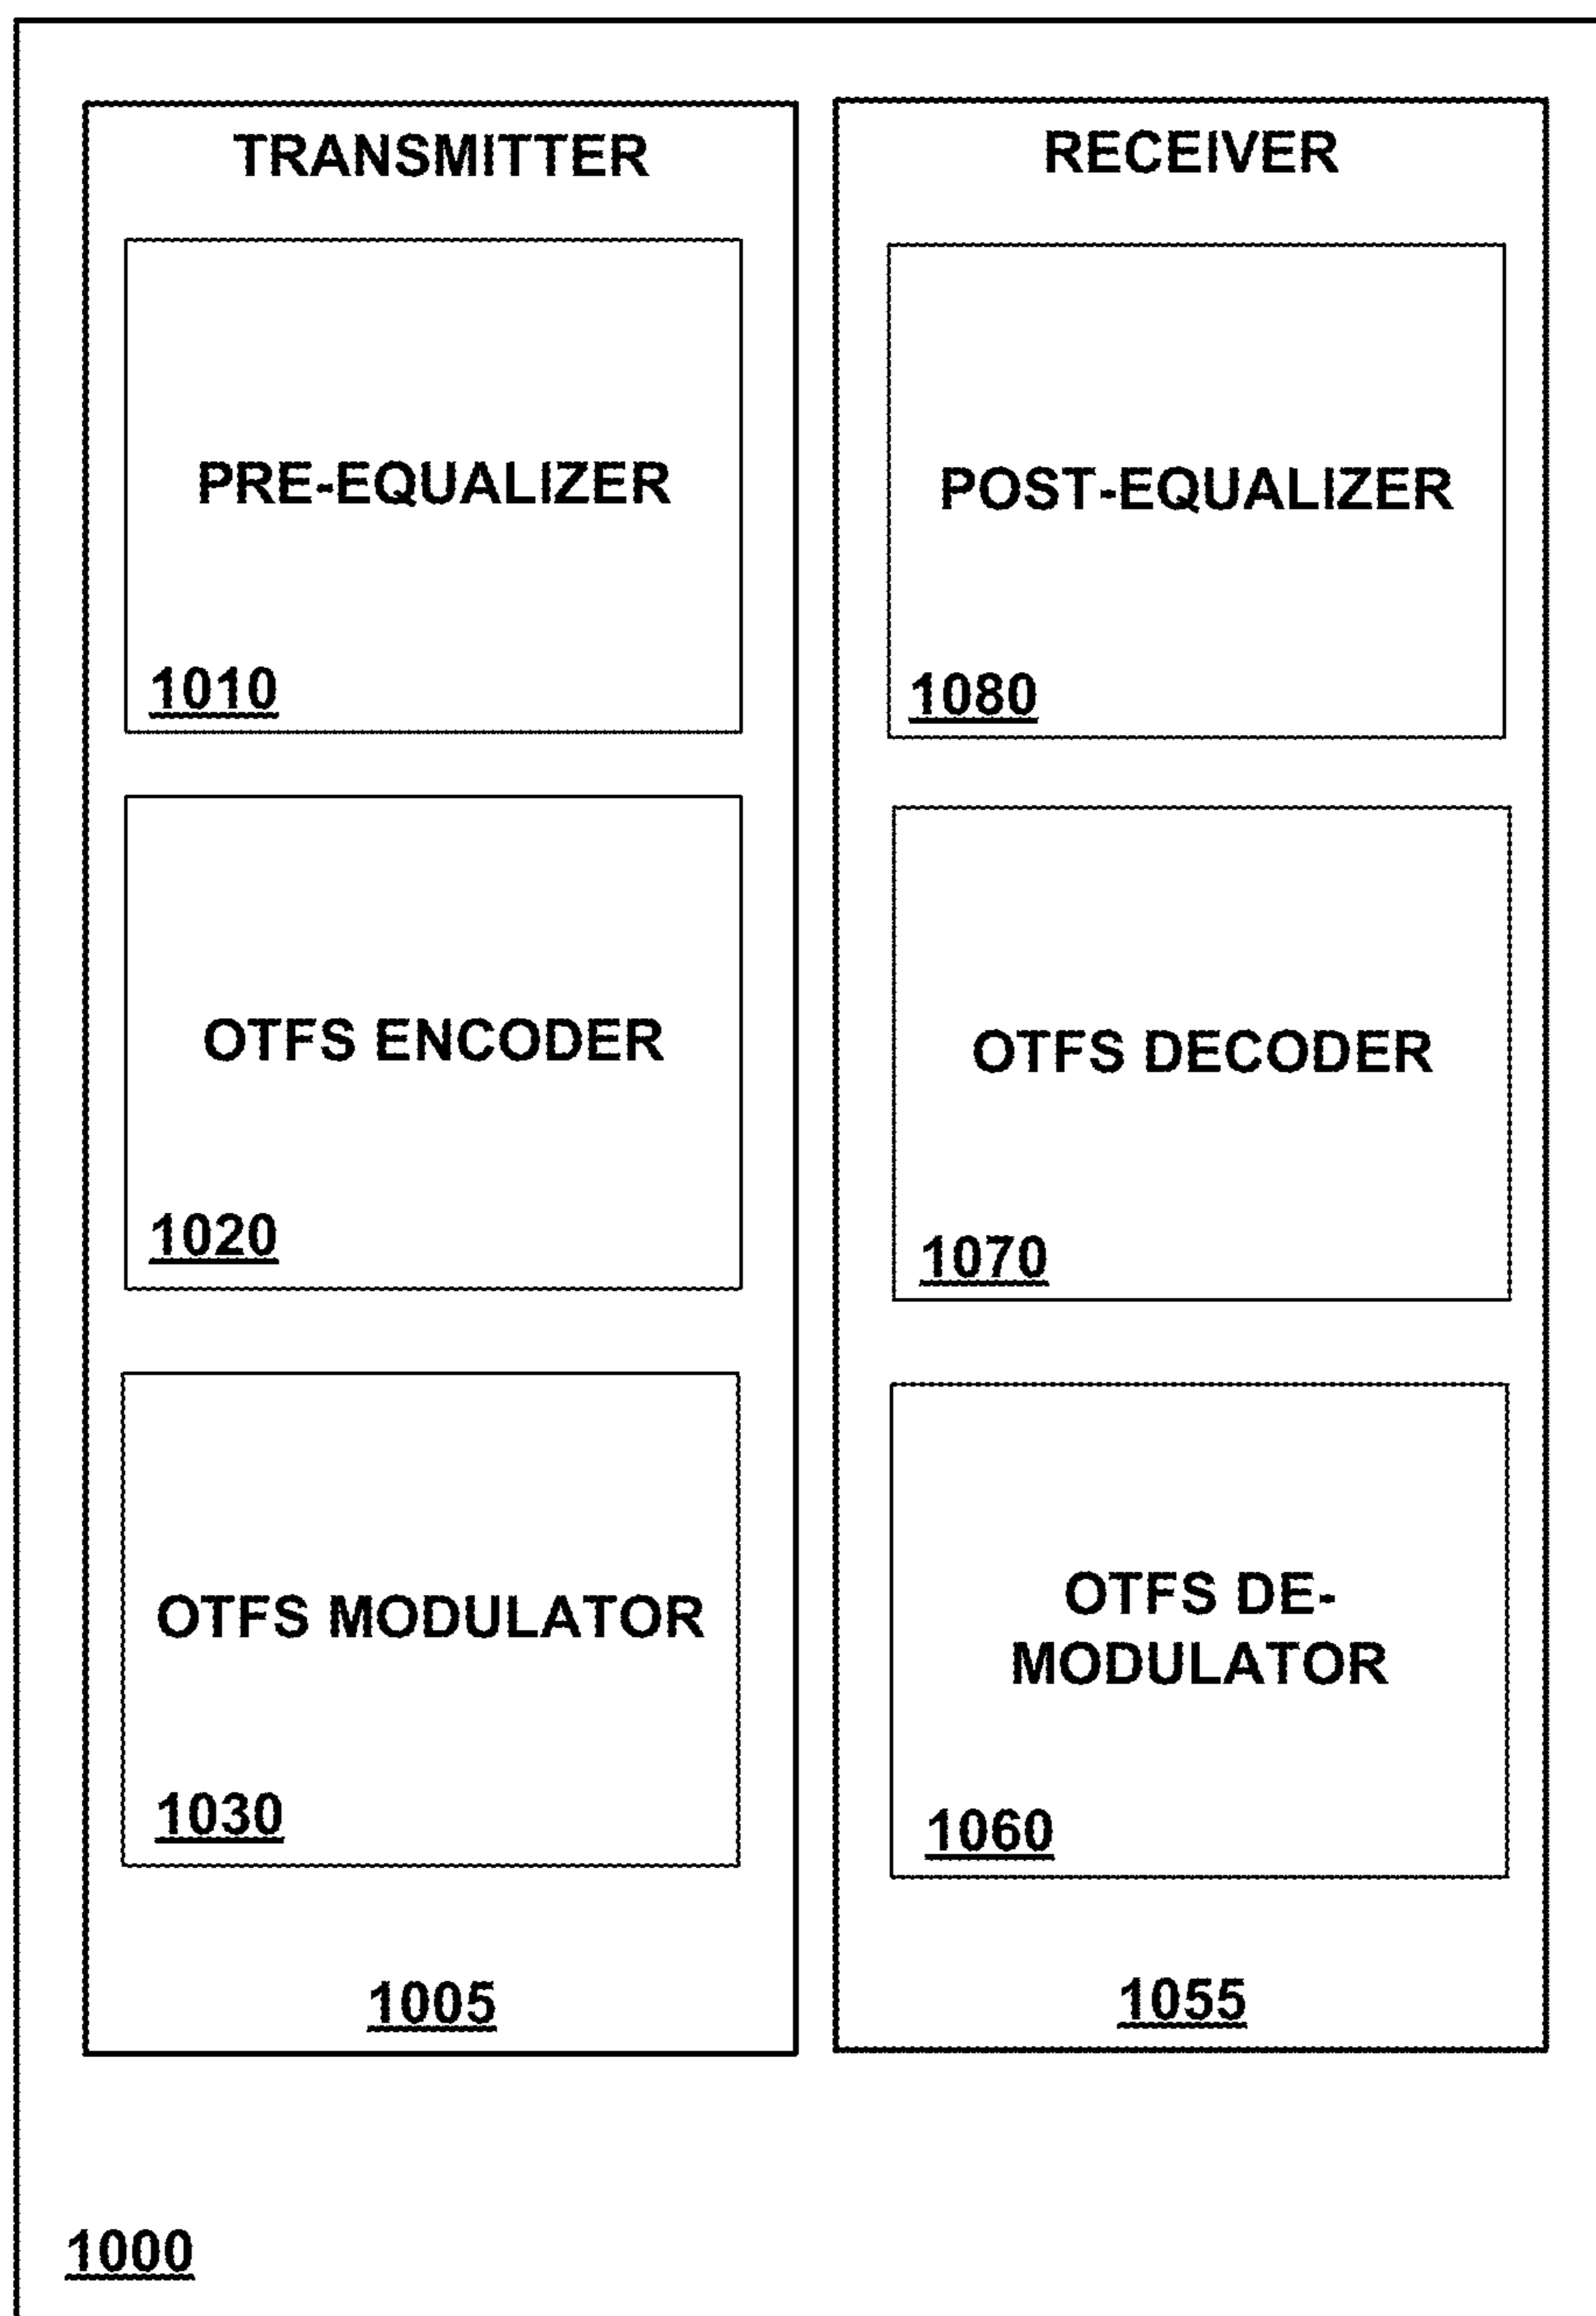 TRANSMITTER
PRE-EQUALIZER
1010
OTFS ENCODER
1020
OTFS MODULATOR
1030
1005
RECEIVER
POST-EQUALIZER
1080
OTFS DECODER
1070
OTFS DE-
MODULATOR
1060
1055
1000